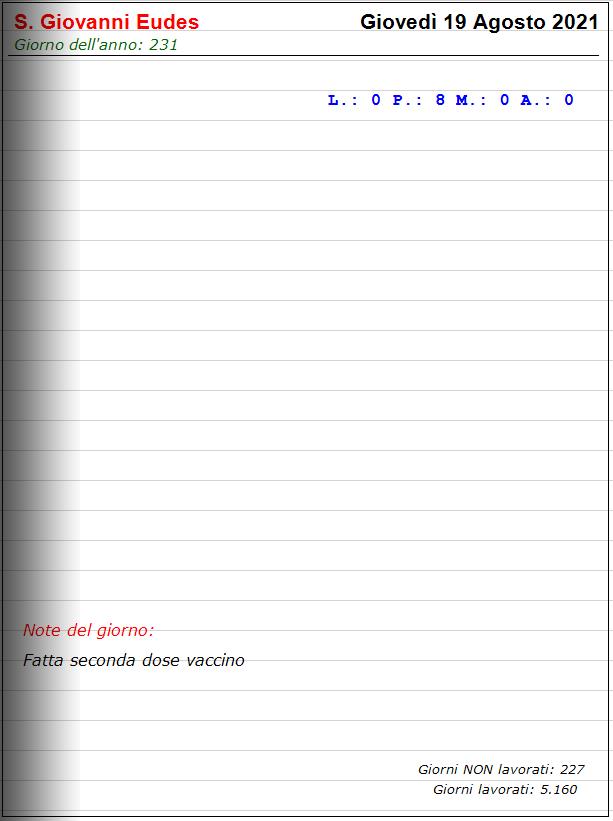 S. Giovanni Eudes
Giovedì 19 Agosto 2021
Giorno dell'anno: 231
L.: 0 P.: 8 M.: 0 A.: 0
Note del giorno:
Fatta seconda dose vaccino
Giorni NON lavorati: 227
Giorni lavorati: 5.160